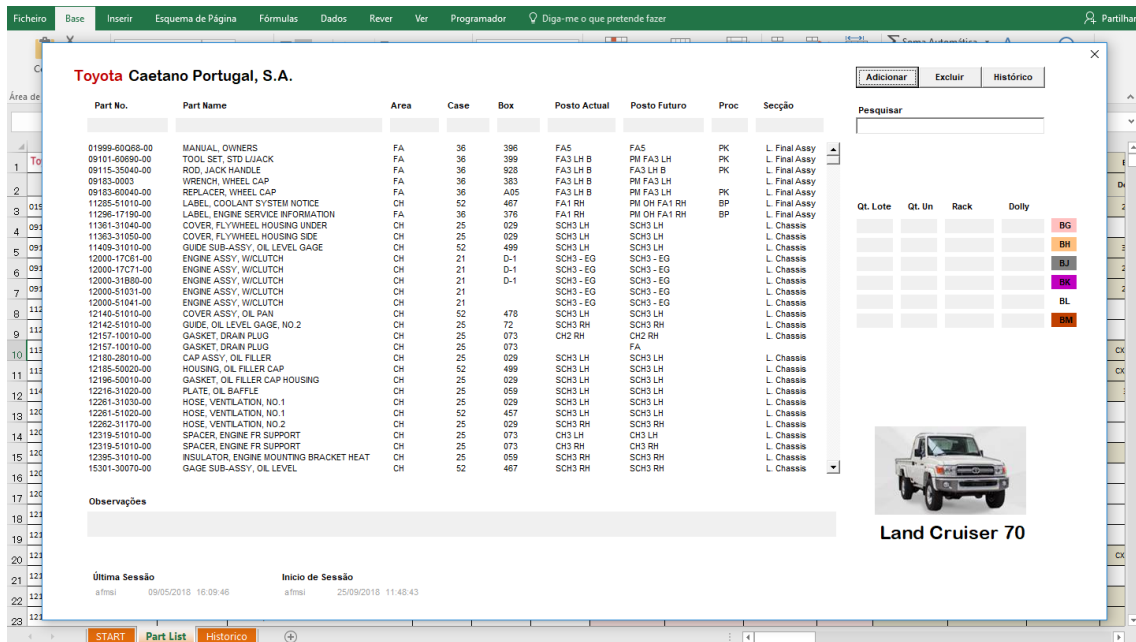 Ficheiro Base Inserir Esquema de Página Fórmulas Dados Rever Ver Programador Diga-me o que pretende fazer Partilhar
Toyota Caetano Portugal, S.A.
Adicionar Excluir Histórico
Área de
Part No. Part Name Area Case Box Posto Actual Posto Futuro Proc Secção
Pesquisar
01999-60Q68-00 MANUAL, OWNERS FA 36 396 FA5 FA5 PK L. Final Assy
09101-60690-00 TOOL SET, STD L/JACK FA 36 399 FA3 LH B PM FA3 LH PK L. Final Assy
09115-35040-00 ROD, JACK HANDLE FA 36 928 FA3 LH B FA3 LH B PK L. Final Assy
09183-0003 WRENCH, WHEEL CAP FA 36 383 FA3 LH B PM FA3 LH L. Final Assy
09183-60040-00 REPLACER, WHEEL CAP FA 36 A05 FA3 LH B PM FA3 LH PK L. Final Assy
11285-51010-00 LABEL, COOLANT SYSTEM NOTICE CH 52 467 FA1 RH PM OH FA1 RH BP L. Final Assy
11296-17190-00 LABEL, ENGINE SERVICE INFORMATION FA 36 376 FA1 RH PM OH FA1 RH BP L. Final Assy
11361-31040-00 COVER, FLYWHEEL HOUSING UNDER CH 25 029 SCH3 LH SCH3 LH L. Chassis
11363-31050-00 COVER, FLYWHEEL HOUSING SIDE CH 25 029 SCH3 LH SCH3 LH L. Chassis
11409-31010-00 GUIDE SUB-ASSY, OIL LEVEL GAGE CH 52 499 SCH3 LH SCH3 LH L. Chassis
12000-17C61-00 ENGINE ASSY, W/CLUTCH CH 21 D-1 SCH3 - EG SCH3 - EG L. Chassis
12000-17C71-00 ENGINE ASSY, W/CLUTCH CH 21 D-1 SCH3 - EG SCH3 - EG L. Chassis
12000-31B80-00 ENGINE ASSY, W/CLUTCH CH 21 D-1 SCH3 - EG SCH3 - EG L. Chassis
12000-51031-00 ENGINE ASSY, W/CLUTCH CH 21 SCH3 - EG SCH3 - EG L. Chassis
12000-51041-00 ENGINE ASSY, W/CLUTCH CH 21 SCH3 - EG SCH3 - EG L. Chassis
12140-51010-00 COVER ASSY, OIL PAN CH 52 478 SCH3 LH SCH3 LH L. Chassis
12142-51010-00 GUIDE, OIL LEVEL GAGE, NO.2 CH 25 72 SCH3 RH SCH3 RH L. Chassis
12157-10010-00 GASKET, DRAIN PLUG CH 25 073 CH2 RH CH2 RH L. Chassis
12157-10010-00 GASKET, DRAIN PLUG CH 25 073 FA L. Chassis
12180-28010-00 CAP ASSY, OIL FILLER CH 25 029 SCH3 LH SCH3 LH L. Chassis
12185-50020-00 HOUSING, OIL FILLER CAP CH 52 499 SCH3 LH SCH3 LH L. Chassis
12196-50010-00 GASKET, OIL FILLER CAP HOUSING CH 25 029 SCH3 LH SCH3 LH L. Chassis
12216-31020-00 PLATE, OIL BAFFLE CH 25 059 SCH3 LH SCH3 LH L. Chassis
12261-31030-00 HOSE, VENTILATION, NO.1 CH 25 029 SCH3 LH SCH3 LH L. Chassis
12261-51020-00 HOSE, VENTILATION, NO.1 CH 52 457 SCH3 LH SCH3 LH L. Chassis
12262-31170-00 HOSE, VENTILATION, NO.2 CH 25 029 SCH3 RH SCH3 RH L. Chassis
12319-51010-00 SPACER, ENGINE FR SUPPORT CH 25 073 CH3 LH CH3 LH L. Chassis
12319-51010-00 SPACER, ENGINE FR SUPPORT CH 25 073 CH3 RH CH3 RH L. Chassis
12395-31010-00 INSULATOR, ENGINE MOUNTING BRACKET HEAT CH 25 059 SCH3 RH SCH3 RH L. Chassis
15301-30070-00 GAGE SUB-ASSY, OIL LEVEL CH 52 467 SCH3 RH SCH3 RH L. Chassis
Qt. Lote Qt. Un Rack Dolly
BG
BH
BJ
BK
BL
BM
Land Cruiser 70
Observações
Última Sessão Inicio de Sessão
afmsi 09/05/2018 16:09:46 afmsi 25/09/2018 11:48:43
1
2
3
4
5
6
7
8
9
10
11
12
13
14
15
16
17
18
19
20
21
22
23
START Part List Historico